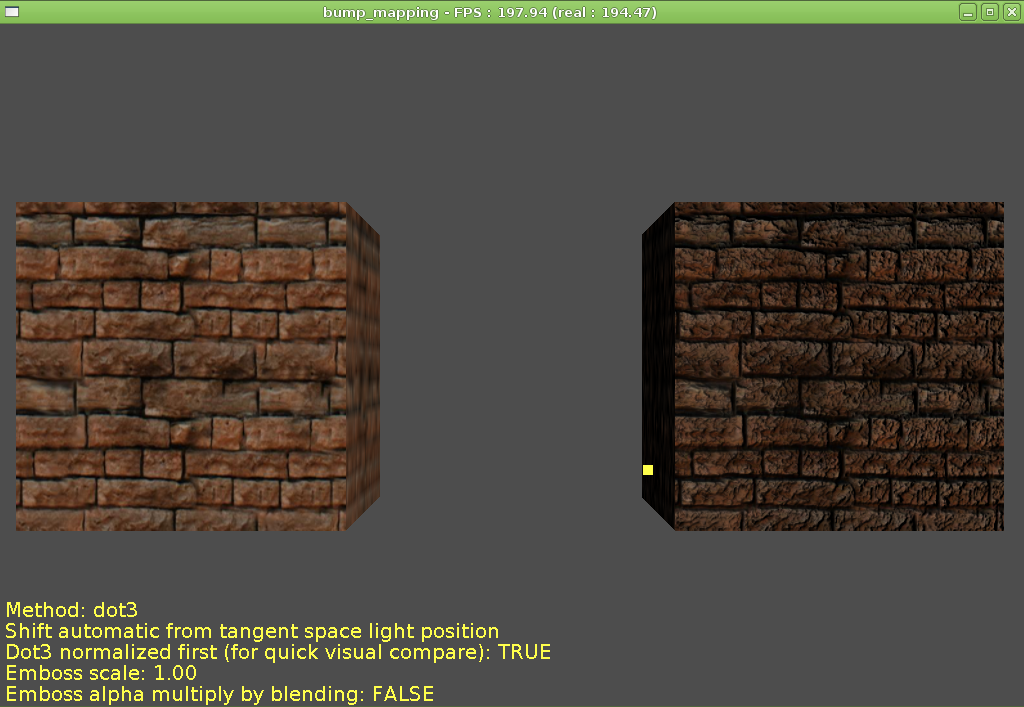 bump_mapping - FPS : 197.94 (real : 194.47)
Method: dot3
Shift automatic from tangent space light position
Dot3 normalized first (for quick visual compare): TRUE
Emboss scale: 1.00
Emboss alpha multiply by blending: FALSE